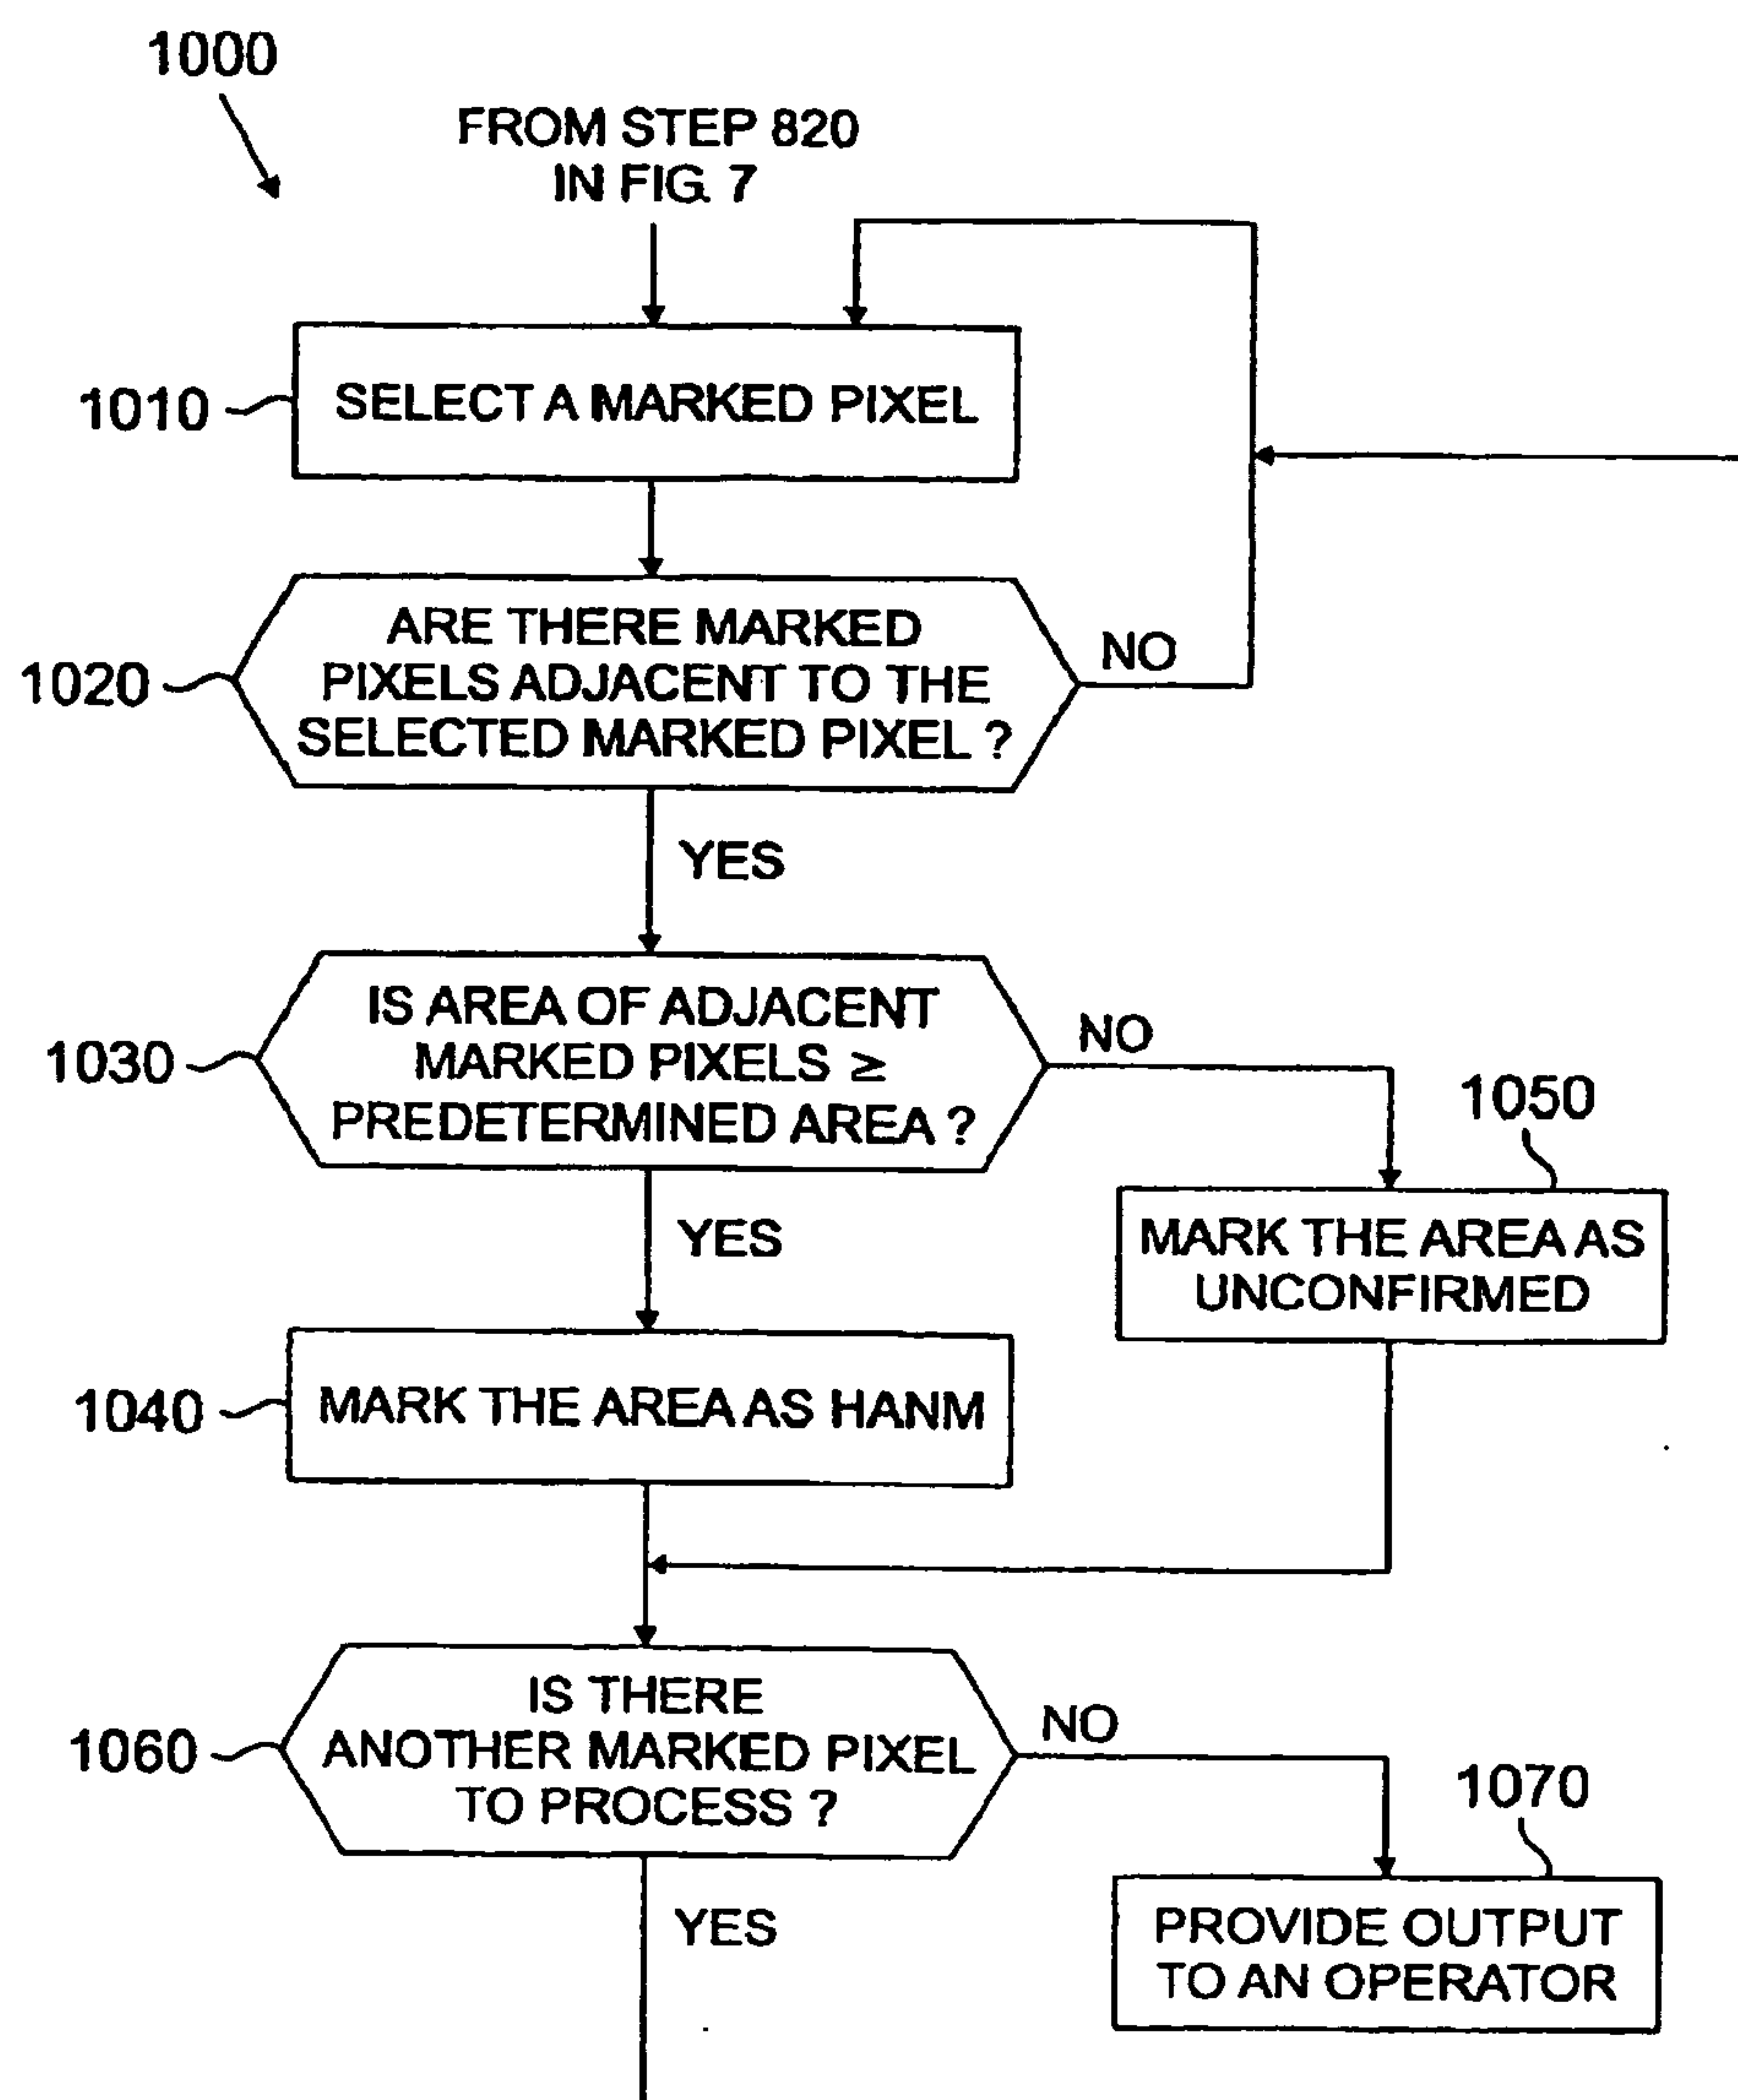 1000
FROM STEP 820
IN FIG. 7
1010
SELECT A MARKED PIXEL
1020
ARE THERE MARKED
PIXELS ADJACENT TO THE
SELECTED MARKED PIXEL ?
NO
YES
1030
IS AREA OF ADJACENT
MARKED PIXELS ≥
PREDETERMINED AREA ?
NO
1050
MARK THE AREA AS
UNCONFIRMED
YES
1040
MARK THE AREA AS HANM
1060
IS THERE
ANOTHER MARKED PIXEL
TO PROCESS ?
NO
1070
PROVIDE OUTPUT
TO AN OPERATOR
YES